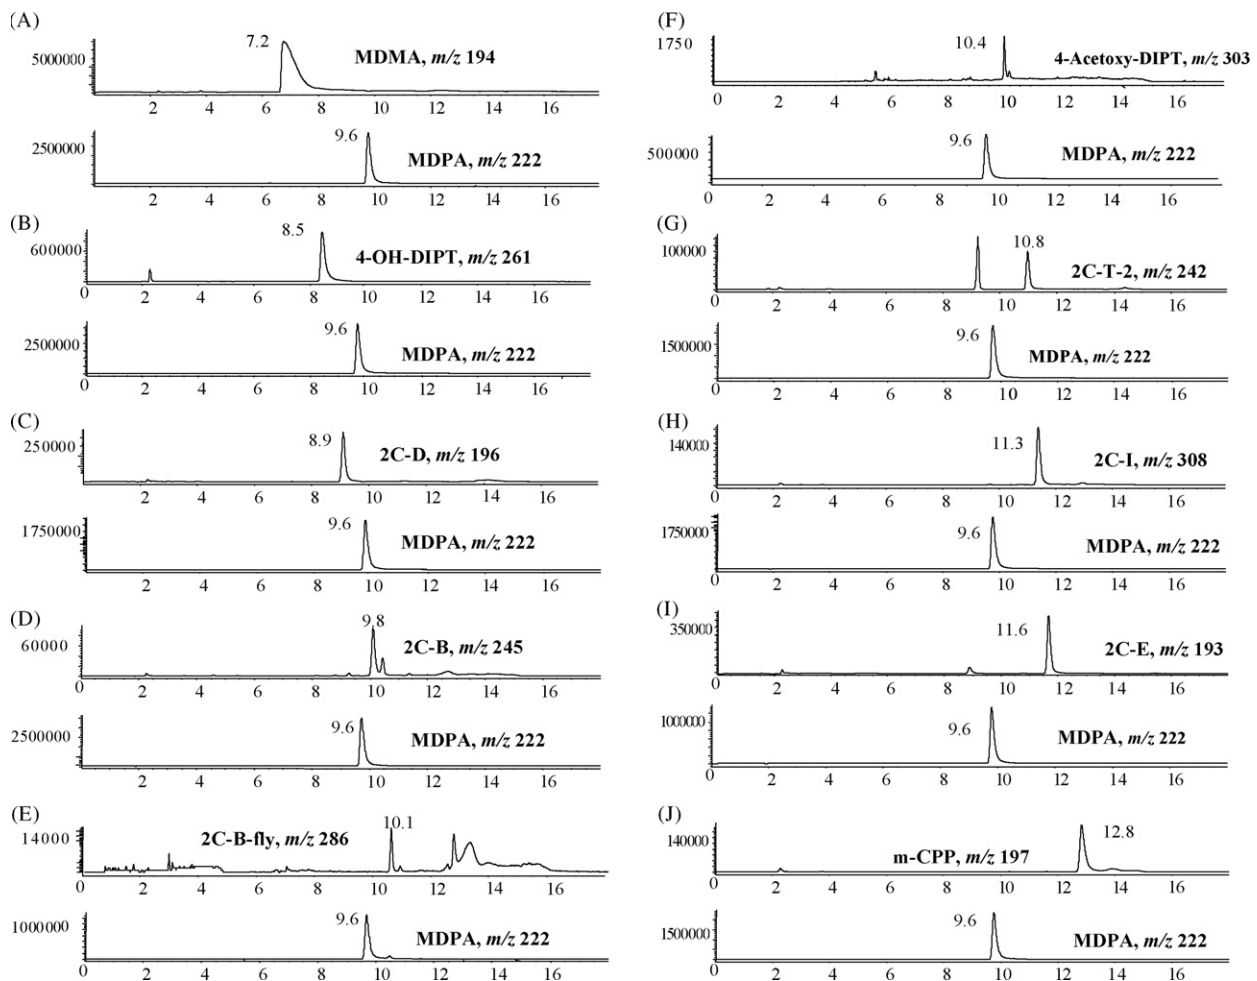 (A)
7.2
MDMA, m/z 194
5000000
2 4 6 8 10 12 14 16
9.6
MDPA, m/z 222
2500000
0 2 4 6 8 10 12 14 16
(B)
8.5
4-OH-DIPT, m/z 261
600000
0 2 4 6 8 10 12 14 16
9.6
MDPA, m/z 222
2500000
0 2 4 6 8 10 12 14 16
(C)
8.9
2C-D, m/z 196
250000
0 2 4 6 8 10 12 14 16
9.6
MDPA, m/z 222
1750000
2 4 6 8 10 12 14 16
(D)
9.8
2C-B, m/z 245
60000
0 2 4 6 8 10 12 14 16
9.6
MDPA, m/z 222
2500000
0 2 4 6 8 10 12 14 16
(E)
10.1
2C-B-fly, m/z 286
14000
0 2 4 6 8 10 12 14 16
9.6
MDPA, m/z 222
1000000
0 2 4 6 8 10 12 14 16
(F)
10.4
4-Acetoxy-DIPT, m/z 303
1750
0 2 4 6 8 10 12 14 16
9.6
MDPA, m/z 222
500000
0 2 4 6 8 10 12 14 16
(G)
10.8
2C-T-2, m/z 242
100000
0 2 4 6 8 10 12 14 16
9.6
MDPA, m/z 222
1500000
0 2 4 6 8 10 12 14 16
(H)
11.3
2C-I, m/z 308
140000
0 2 4 6 8 10 12 14 16
9.6
MDPA, m/z 222
1750000
0 2 4 6 8 10 12 14 16
(I)
11.6
2C-E, m/z 193
350000
0 2 4 6 8 10 12 14 16
9.6
MDPA, m/z 222
1000000
0 2 4 6 8 10 12 14 16
(J)
12.8
m-CPP, m/z 197
140000
0 2 4 6 8 10 12 14 16
9.6
MDPA, m/z 222
1500000
0 2 4 6 8 10 12 14 16